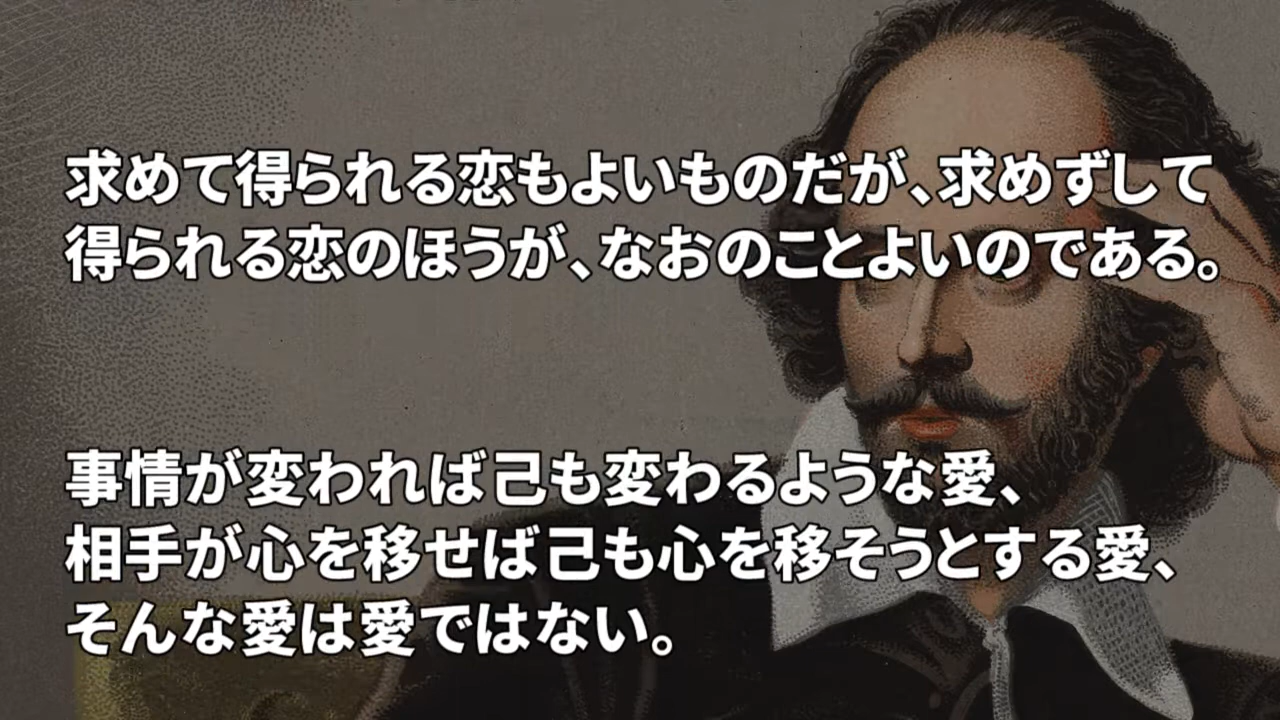 求めて得られる恋もよいものだが、求めずして
得られる恋のほうが、なおのことよいのである。
事情が変われば己も変わるような愛、
相手が心を移せば己も心を移そうとする愛、
そんな愛は愛ではない。